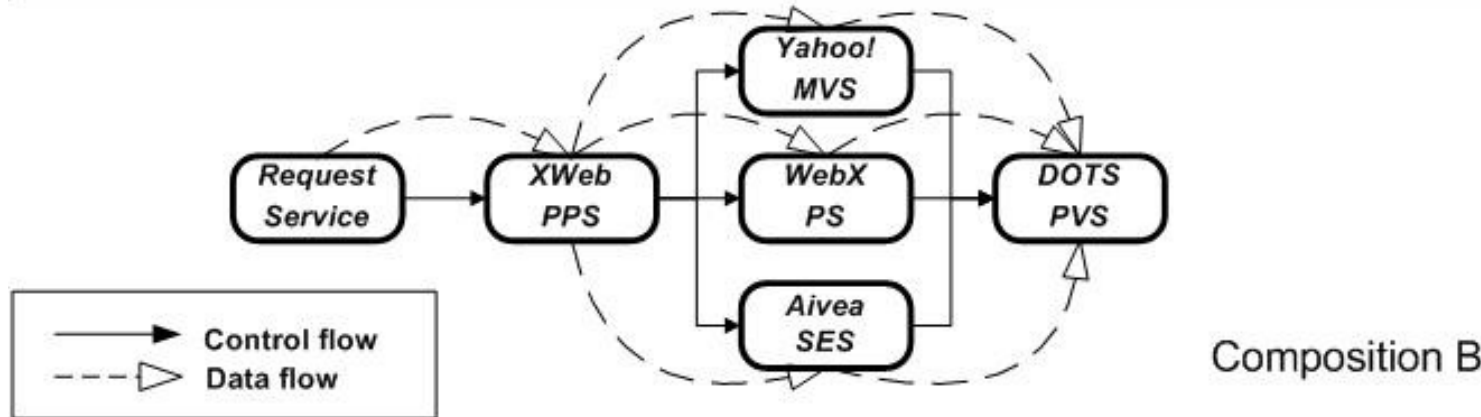 Yahoo!
MVS
Request
Service
XWeb
PPS
WebX
PS
DOTS
PVS
Aivea
SES
Control flow
Data flow
Composition B